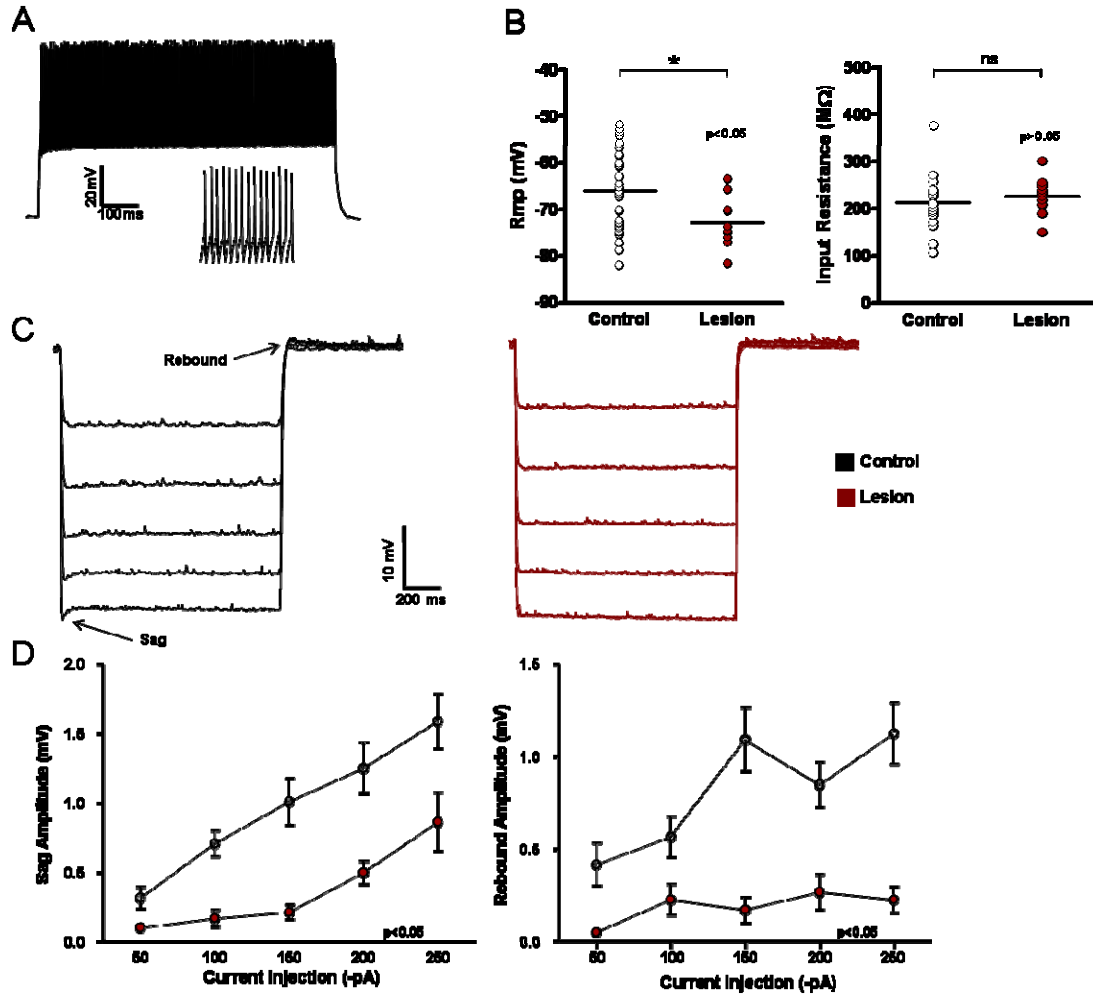 A
20 mV
100 ms
B
Rmp (mV)
-40
-50
-60
-70
-80
-90
*
p<0.05
Control
Lesion
Input Resistance (MΩ)
500
400
300
200
100
0
ns
p>0.05
Control
Lesion
C
Rebound
Sag
10 mV
200 ms
Control
Lesion
D
Sag Amplitude (mV)
2.0
1.5
1.0
0.5
0.0
p<0.05
50 100 150 200 250
Current Injection (-pA)
Rebound Amplitude (mV)
1.5
1.0
0.5
0.0
p<0.05
50 100 150 200 250
Current Injection (-pA)